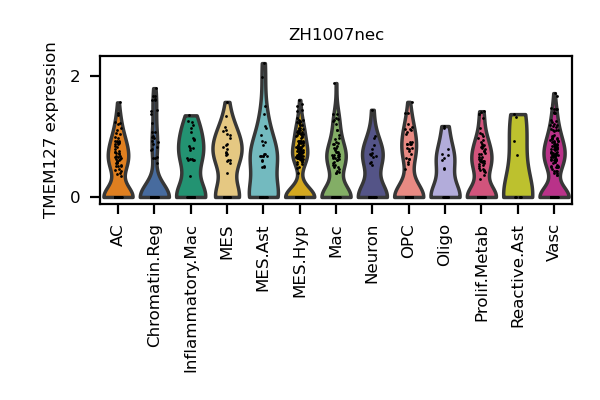 ZH1007nec
TMEM127 expression
2
0
AC
Chromatin.Reg
Inflammatory.Mac
MES
MES.Ast
MES.Hyp
Mac
Neuron
OPC
Oligo
Prolif.Metab
Reactive.Ast
Vasc